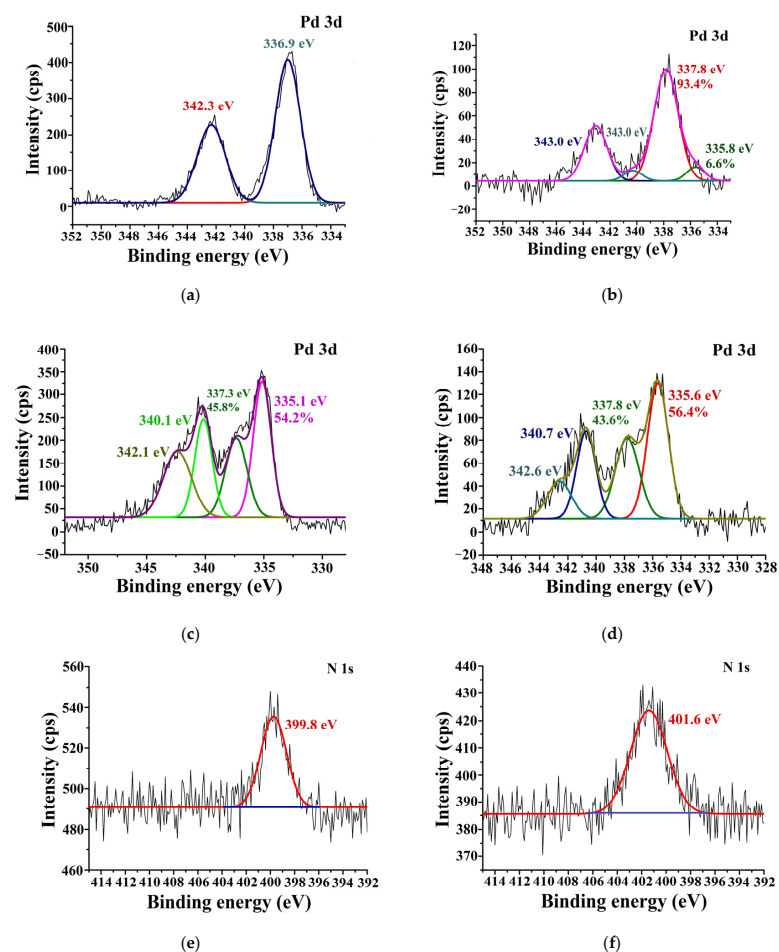 Pd 3d
500
400
300
200
100
0
Intensity (cps)
342.3 eV
336.9 eV
352 350 348 346 344 342 340 338 336 334
Binding energy (eV)
(a)
Pd 3d
120
100
80
60
40
20
0
−20
Intensity (cps)
337.8 eV
93.4%
343.0 eV
343.0 eV
335.8 eV
6.6%
352 350 348 346 344 342 340 338 336 334
Binding energy (eV)
(b)
Pd 3d
400
350
300
250
200
150
100
50
0
−50
Intensity (cps)
337.3 eV
45.8%
335.1 eV
54.2%
340.1 eV
342.1 eV
350 345 340 335 330
Binding energy (eV)
(c)
Pd 3d
160
140
120
100
80
60
40
20
0
−20
Intensity (cps)
337.8 eV
43.6%
335.6 eV
56.4%
340.7 eV
342.6 eV
348 346 344 342 340 338 336 334 332 330 328
Binding energy (eV)
(d)
N 1s
560
540
520
500
480
460
Intensity (cps)
399.8 eV
414 412 410 408 406 404 402 400 398 396 394 392
Binding energy (eV)
(e)
N 1s
440
430
420
410
400
390
380
370
Intensity (cps)
401.6 eV
414 412 410 408 406 404 402 400 398 396 394 392
Binding energy (eV)
(f)